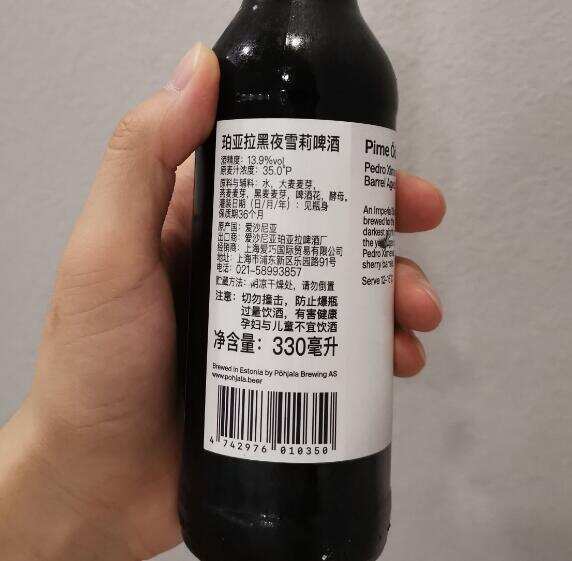 珀亚拉黑夜雪莉啤酒
酒精度：13.9%vol
原麦汁浓度：35.0°P
原料与辅料：水，大麦麦芽，
燕麦麦芽，黑麦麦芽，啤酒花，酵母。
灌装日期（日/月/年）：见瓶身
保质期36个月
原产国：爱沙尼亚
出口商：爱沙尼亚珀亚拉啤酒厂
经销商：上海爱巧国际贸易有限公司
地址：上海市浦东新区乐园路91号
电话：021-58993857
贮藏方法：阴凉干燥处，请勿倒置
注意：切勿撞击，防止爆瓶
过量饮酒，有害健康
孕妇与儿童不宜饮酒
净含量：330毫升
Brewed in Estonia by Põhjala Brewing AS
www.pohjala.beer
4 742976 010350
Pime
Pedro
Barrel
An
brewed
darkest
the
Pedro
sherry
Serve 12